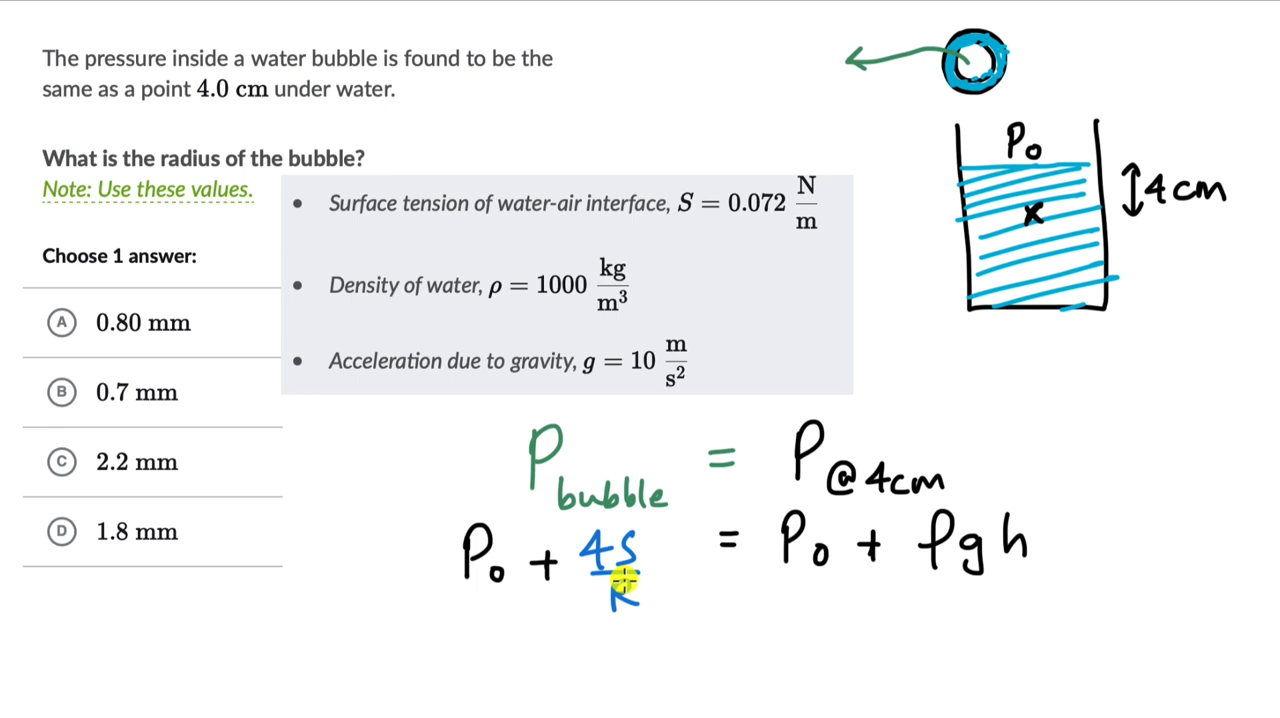 The pressure inside a water bubble is found to be the
same as a point 4.0 cm under water.
What is the radius of the bubble?
Note: Use these values.
• Surface tension of water-air interface, S = 0.072 N/m
• Density of water, ρ = 1000 kg/m³
• Acceleration due to gravity, g = 10 m/s²
Choose 1 answer:
A 0.80 mm
B 0.7 mm
C 2.2 mm
D 1.8 mm
P₀
4cm
x
P bubble = P @ 4cm
P₀ + 4S/R = P₀ + ρgh